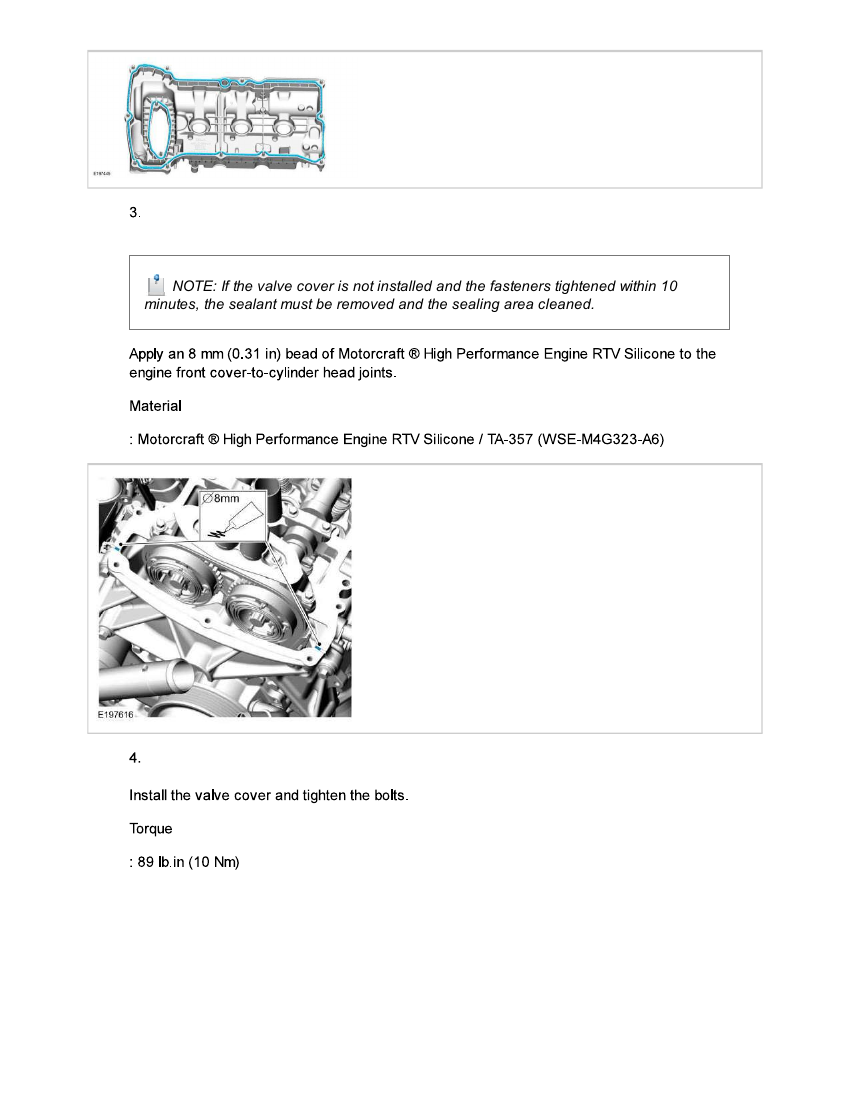 E197449
3.
NOTE: If the valve cover is not installed and the fasteners tightened within 10
minutes, the sealant must be removed and the sealing area cleaned.
Apply an 8 mm (0.31 in) bead of Motorcraft ® High Performance Engine RTV Silicone to the
engine front cover-to-cylinder head joints.
Material
: Motorcraft ® High Performance Engine RTV Silicone / TA-357 (WSE-M4G323-A6)
∅8mm
E197616
4.
Install the valve cover and tighten the bolts.
Torque
: 89 lb.in (10 Nm)